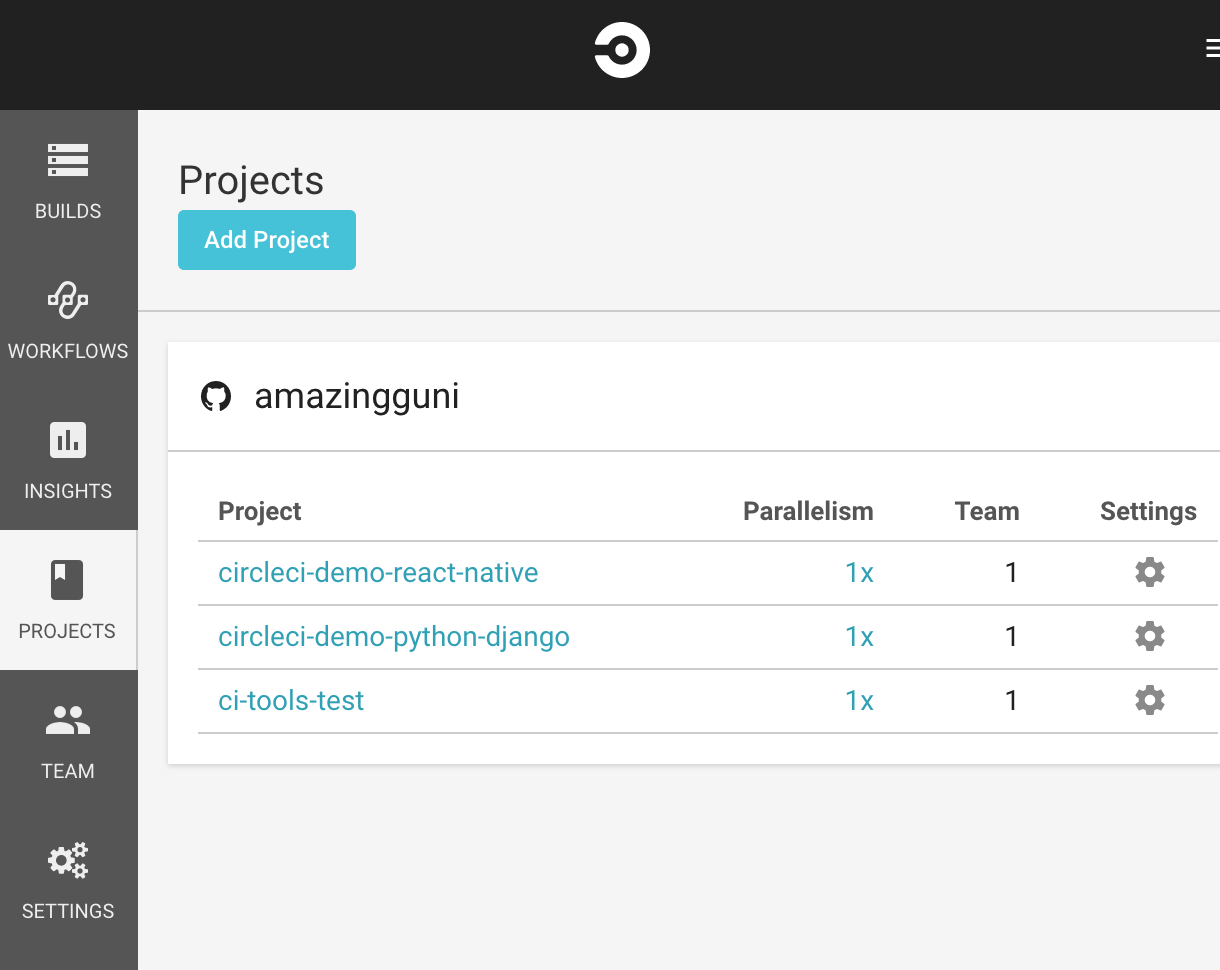 BUILDS
WORKFLOWS
INSIGHTS
PROJECTS
TEAM
SETTINGS
Projects
Add Project
amazingguni
Project Parallelism Team Settings
circleci-demo-react-native 1x 1
circleci-demo-python-django 1x 1
ci-tools-test 1x 1